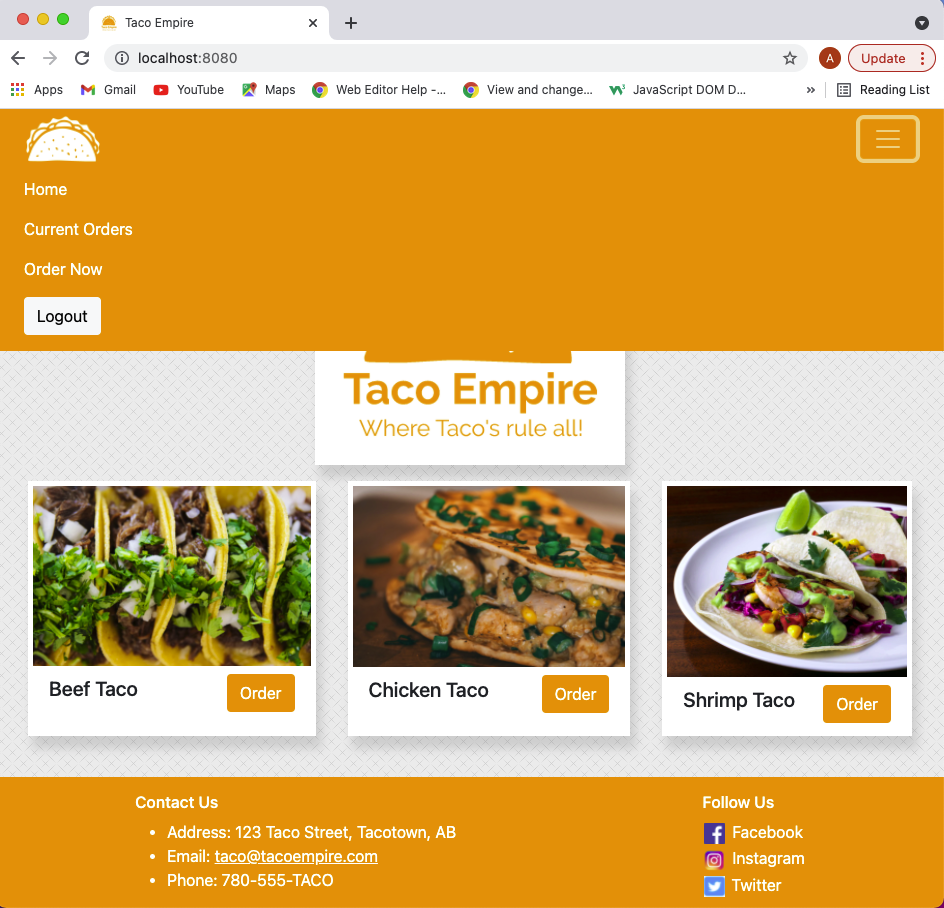 Taco Empire
localhost:8080
A
Update
Apps
Gmail
YouTube
Maps
Web Editor Help -...
View and change...
JavaScript DOM D...
»
Reading List
Home
Current Orders
Order Now
Logout
Taco Empire
Where Taco's rule all!
Beef Taco
Order
Chicken Taco
Order
Shrimp Taco
Order
Contact Us
Address: 123 Taco Street, Tacotown, AB
Email: taco@tacoempire.com
Phone: 780-555-TACO
Follow Us
Facebook
Instagram
Twitter